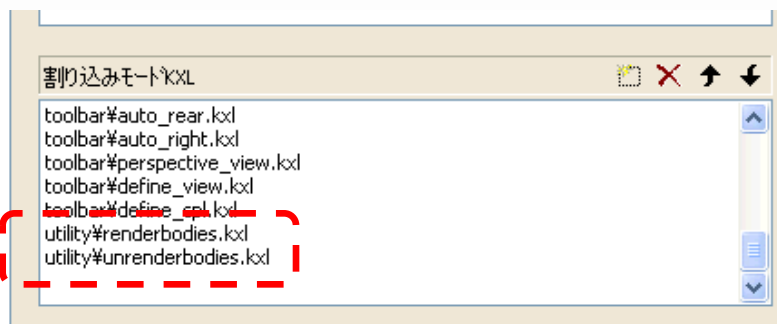 割り込みモードKXL
toolbar¥auto_rear.kxl
toolbar¥auto_right.kxl
toolbar¥perspective_view.kxl
toolbar¥define_view.kxl
toolbar¥define_cpl.kxl
utility¥renderbodies.kxl
utility¥unrenderbodies.kxl